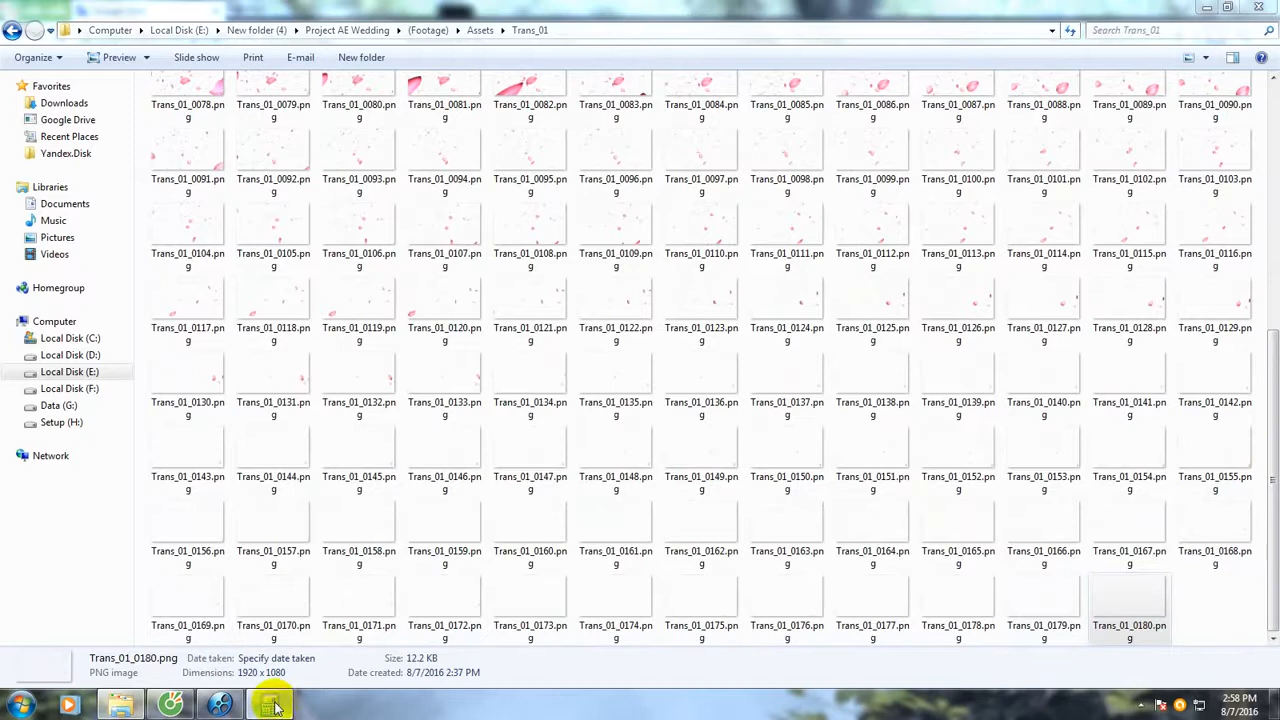 Computer ▸ Local Disk (E:) ▸ New folder (4) ▸ Project AE Wedding ▸ (Footage) ▸ Assets ▸ Trans_01
Search Trans_01
Organize Preview Slide show Print E-mail New folder
Favorites
Downloads
Google Drive
Recent Places
Yandex.Disk
Libraries
Documents
Music
Pictures
Videos
Homegroup
Computer
Local Disk (C:)
Local Disk (D:)
Local Disk (E:)
Local Disk (F:)
Data (G:)
Setup (H:)
Network
Trans_01_0078.png Trans_01_0079.png Trans_01_0080.png Trans_01_0081.png Trans_01_0082.png Trans_01_0083.png Trans_01_0084.png Trans_01_0085.png Trans_01_0086.png Trans_01_0087.png Trans_01_0088.png Trans_01_0089.png Trans_01_0090.png
Trans_01_0091.png Trans_01_0092.png Trans_01_0093.png Trans_01_0094.png Trans_01_0095.png Trans_01_0096.png Trans_01_0097.png Trans_01_0098.png Trans_01_0099.png Trans_01_0100.png Trans_01_0101.png Trans_01_0102.png Trans_01_0103.png
Trans_01_0104.png Trans_01_0105.png Trans_01_0106.png Trans_01_0107.png Trans_01_0108.png Trans_01_0109.png Trans_01_0110.png Trans_01_0111.png Trans_01_0112.png Trans_01_0113.png Trans_01_0114.png Trans_01_0115.png Trans_01_0116.png
Trans_01_0117.png Trans_01_0118.png Trans_01_0119.png Trans_01_0120.png Trans_01_0121.png Trans_01_0122.png Trans_01_0123.png Trans_01_0124.png Trans_01_0125.png Trans_01_0126.png Trans_01_0127.png Trans_01_0128.png Trans_01_0129.png
Trans_01_0130.png Trans_01_0131.png Trans_01_0132.png Trans_01_0133.png Trans_01_0134.png Trans_01_0135.png Trans_01_0136.png Trans_01_0137.png Trans_01_0138.png Trans_01_0139.png Trans_01_0140.png Trans_01_0141.png Trans_01_0142.png
Trans_01_0143.png Trans_01_0144.png Trans_01_0145.png Trans_01_0146.png Trans_01_0147.png Trans_01_0148.png Trans_01_0149.png Trans_01_0150.png Trans_01_0151.png Trans_01_0152.png Trans_01_0153.png Trans_01_0154.png Trans_01_0155.png
Trans_01_0156.png Trans_01_0157.png Trans_01_0158.png Trans_01_0159.png Trans_01_0160.png Trans_01_0161.png Trans_01_0162.png Trans_01_0163.png Trans_01_0164.png Trans_01_0165.png Trans_01_0166.png Trans_01_0167.png Trans_01_0168.png
Trans_01_0169.png Trans_01_0170.png Trans_01_0171.png Trans_01_0172.png Trans_01_0173.png Trans_01_0174.png Trans_01_0175.png Trans_01_0176.png Trans_01_0177.png Trans_01_0178.png Trans_01_0179.png Trans_01_0180.png
Trans_01_0180.png Date taken: Specify date taken Size: 12.2 KB
PNG image Dimensions: 1920 x 1080 Date created: 8/7/2016 2:37 PM
2:58 PM
8/7/2016